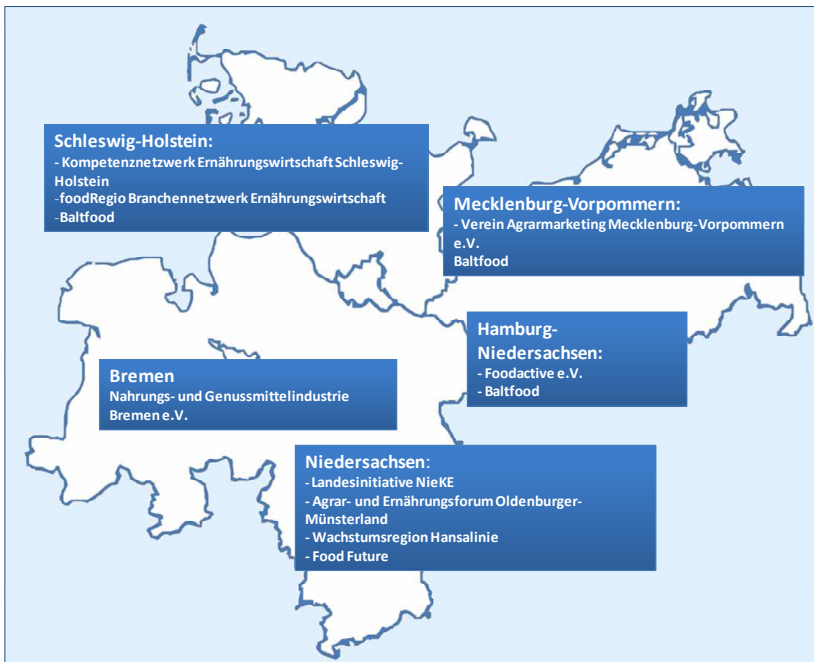 Schleswig-Holstein:
- Kompetenznetzwerk Ernährungswirtschaft Schleswig-
Holstein
-foodRegio Branchennetzwerk Ernährungswirtschaft
-Baltfood
Mecklenburg-Vorpommern:
- Verein Agrarmarketing Mecklenburg-Vorpommern
e.V.
Baltfood
Hamburg-
Niedersachsen:
- Foodactive e.V.
- Baltfood
Bremen
Nahrungs- und Genussmittelindustrie
Bremen e.V.
Niedersachsen:
- Landesinitiative NieKE
- Agrar- und Ernährungsforum Oldenburger-
Münsterland
- Wachstumsregion Hansalinie
- Food Future